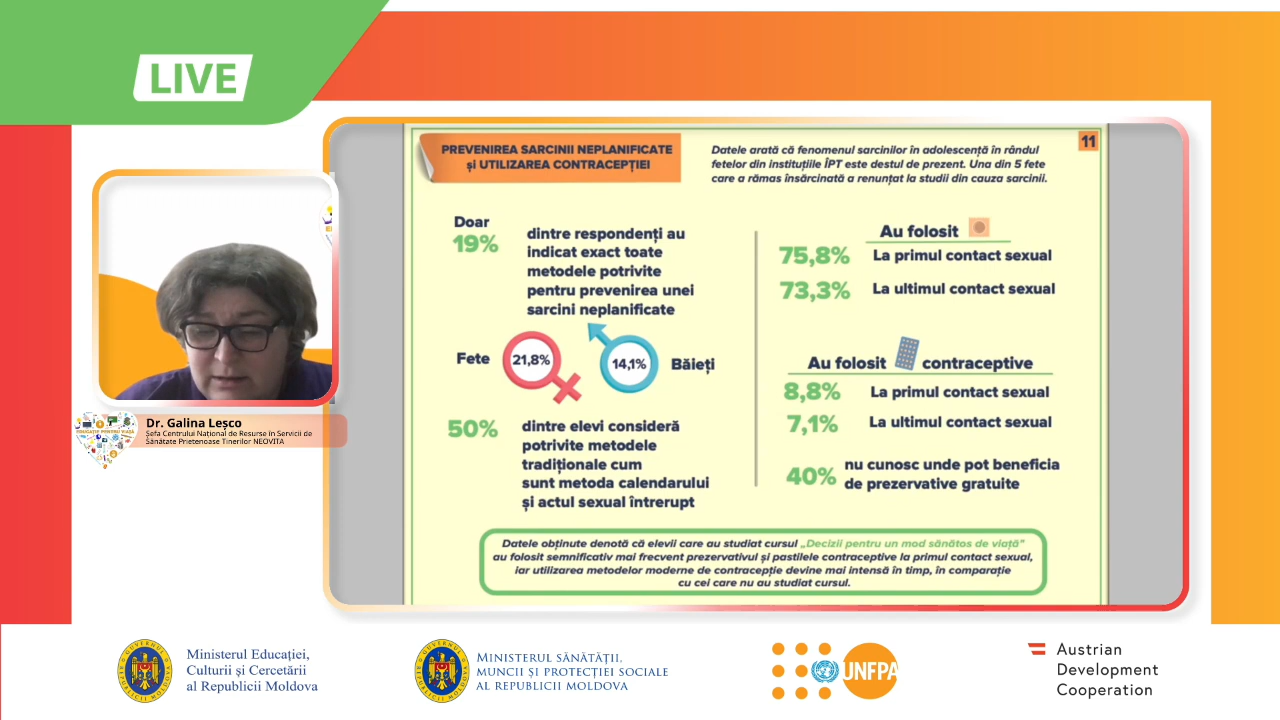 LIVE
PREVENIREA SARCINII NEPLANIFICATE
și UTILIZAREA CONTRACEPȚIEI
Datele arată că fenomenul sarcinilor în adolescență în rândul
fetelor din instituțiile ÎPT este destul de prezent. Una din 5 fete
care a rămas însărcinată a renunțat la studii din cauza sarcinii.
11
Doar
19%
dintre respondenți au
indicat exact toate
metodele potrivite
pentru prevenirea unei
sarcini neplanificate
Fete
21,8%
14,1%
Băieți
50%
dintre elevi consideră
potrivite metodele
tradiționale cum
sunt metoda calendarului
și actul sexual întrerupt
Au folosit
75,8% La primul contact sexual
73,3% La ultimul contact sexual
Au folosit contraceptive
8,8% La primul contact sexual
7,1% La ultimul contact sexual
40% nu cunosc unde pot beneficia
de prezervative gratuite
Datele obținute denotă că elevii care au studiat cursul „Decizii pentru un mod sănătos de viață”
au folosit semnificativ mai frecvent prezervativul și pastilele contraceptive la primul contact sexual,
iar utilizarea metodelor moderne de contracepție devine mai intensă în timp, în comparație
cu cei care nu au studiat cursul.
EDUCAȚIE PENTRU VIAȚĂ
Dr. Galina Leșco
Șefa Centrului Național de Resurse în Servicii de
Sănătate Prietenoase Tinerilor NEOVITA
Ministerul Educației,
Culturii și Cercetării
al Republicii Moldova
MINISTERUL SĂNĂTĂȚII,
MUNCII ȘI PROTECȚIEI SOCIALE
AL REPUBLICII MOLDOVA
UNFPA
Austrian
Development
Cooperation